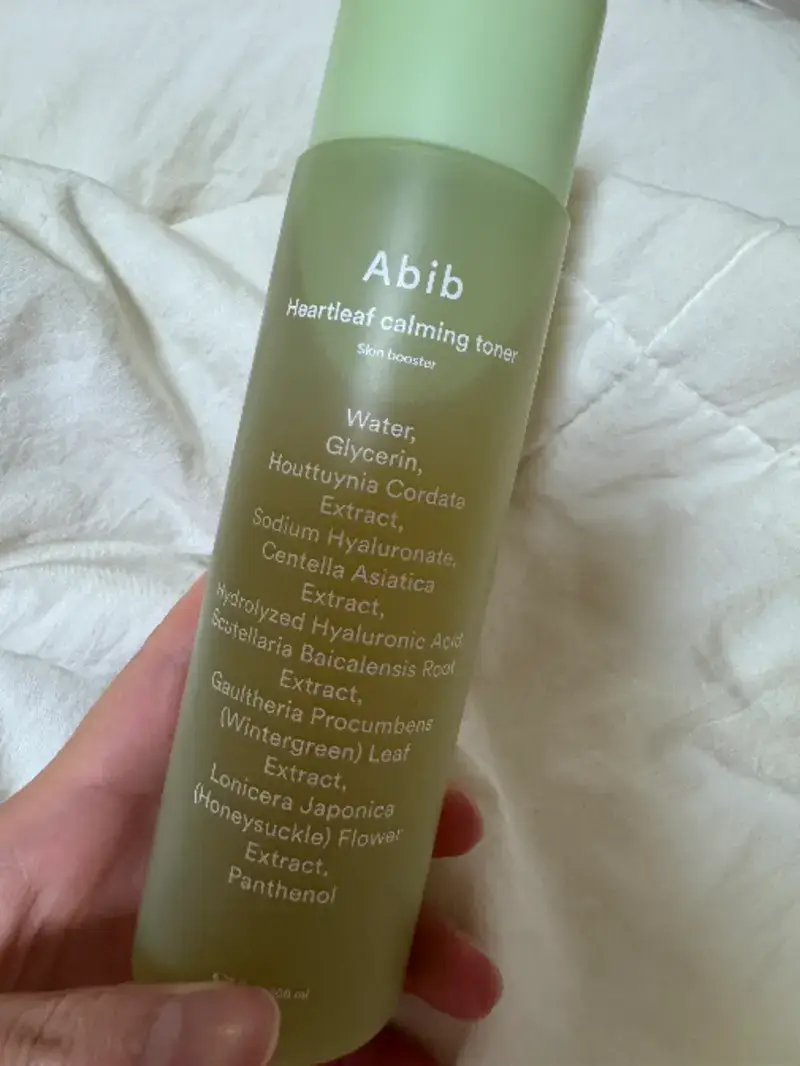 Abib
Heartleaf calming toner
Skin booster
Water,
Glycerin,
Houttuynia Cordata
Extract,
Sodium Hyaluronate,
Centella Asiatica
Extract,
Hydrolyzed Hyaluronic Acid
Scutellaria Baicalensis Root
Extract,
Gaultheria Procumbens
(Wintergreen) Leaf
Extract,
Lonicera Japonica
(Honeysuckle) Flower
Extract,
Panthenol
ml